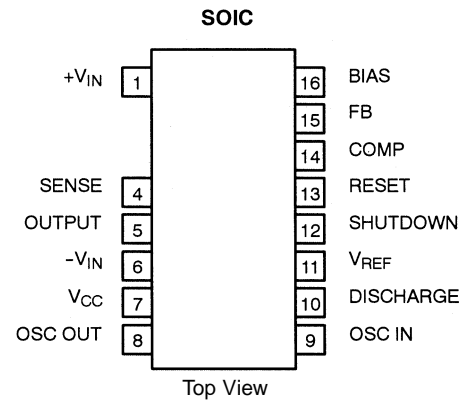 SOIC
+VIN 1 16 BIAS
15 FB
14 COMP
SENSE 4 13 RESET
OUTPUT 5 12 SHUTDOWN
−VIN 6 11 VREF
VCC 7 10 DISCHARGE
OSC OUT 8 9 OSC IN
Top View